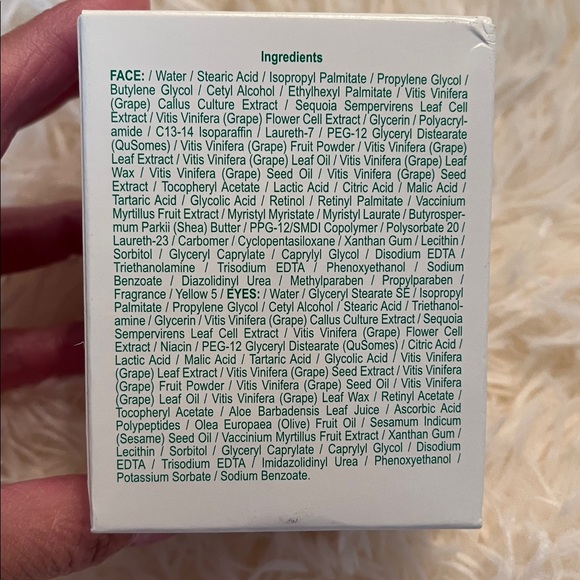 Ingredients
FACE: / Water / Stearic Acid / Isopropyl Palmitate / Propylene Glycol /
Butylene Glycol / Cetyl Alcohol / Ethylhexyl Palmitate / Vitis Vinifera
(Grape) Callus Culture Extract / Sequoia Sempervirens Leaf Cell
Extract / Vitis Vinifera (Grape) Flower Cell Extract / Glycerin / Polyacryl-
amide / C13-14 Isoparaffin / Laureth-7 / PEG-12 Glyceryl Distearate
(QuSomes) / Vitis Vinifera (Grape) Fruit Powder / Vitis Vinifera (Grape)
Leaf Extract / Vitis Vinifera (Grape) Leaf Oil / Vitis Vinifera (Grape) Leaf
Wax / Vitis Vinifera (Grape) Seed Oil / Vitis Vinifera (Grape) Seed
Extract / Tocopheryl Acetate / Lactic Acid / Citric Acid / Malic Acid /
Tartaric Acid / Glycolic Acid / Retinol / Retinyl Palmitate / Vaccinium
Myrtillus Fruit Extract / Myristyl Myristate / Myristyl Laurate / Butyrosper-
mum Parkii (Shea) Butter / PPG-12/SMDI Copolymer / Polysorbate 20 /
Laureth-23 / Carbomer / Cyclopentasiloxane / Xanthan Gum / Lecithin /
Sorbitol / Glyceryl Caprylate / Caprylyl Glycol / Disodium EDTA /
Triethanolamine / Trisodium EDTA / Phenoxyethanol / Sodium
Benzoate / Diazolidinyl Urea / Methylparaben / Propylparaben /
Fragrance / Yellow 5 / EYES: / Water / Glyceryl Stearate SE / Isopropyl
Palmitate / Propylene Glycol / Cetyl Alcohol / Stearic Acid / Triethanol-
amine / Glycerin / Vitis Vinifera (Grape) Callus Culture Extract / Sequoia
Sempervirens Leaf Cell Extract / Vitis Vinifera (Grape) Flower Cell
Extract / Niacin / PEG-12 Glyceryl Distearate (QuSomes) / Citric Acid /
Lactic Acid / Malic Acid / Tartaric Acid / Glycolic Acid / Vitis Vinifera
(Grape) Leaf Extract / Vitis Vinifera (Grape) Seed Extract / Vitis Vinifera
(Grape) Fruit Powder / Vitis Vinifera (Grape) Seed Oil / Vitis Vinifera
(Grape) Leaf Oil / Vitis Vinifera (Grape) Leaf Wax / Retinyl Acetate /
Tocopheryl Acetate / Aloe Barbadensis Leaf Juice / Ascorbic Acid
Polypeptides / Olea Europaea (Olive) Fruit Oil / Sesamum Indicum
(Sesame) Seed Oil / Vaccinium Myrtillus Fruit Extract / Xanthan Gum /
Lecithin / Sorbitol / Glyceryl Caprylate / Caprylyl Glycol / Disodium
EDTA / Trisodium EDTA / Imidazolidinyl Urea / Phenoxyethanol /
Potassium Sorbate / Sodium Benzoate.